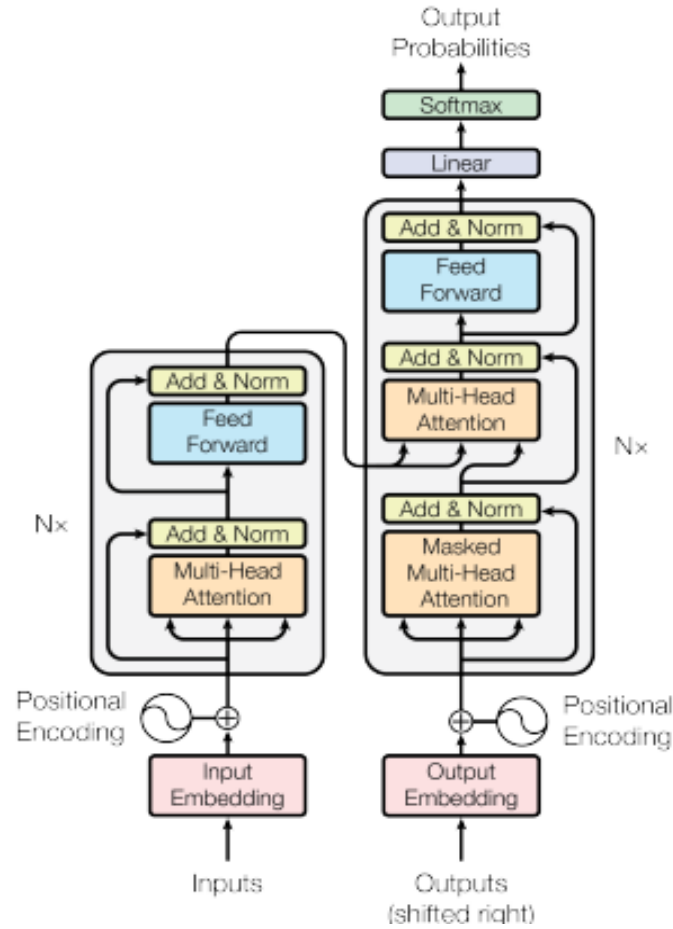 Output
Probabilities
Softmax
Linear
Add & Norm
Feed
Forward
Add & Norm
Multi-Head
Attention
Nx
Add & Norm
Masked
Multi-Head
Attention
Add & Norm
Feed
Forward
Nx
Add & Norm
Multi-Head
Attention
Positional
Encoding
Positional
Encoding
Input
Embedding
Output
Embedding
Inputs
Outputs
(shifted right)